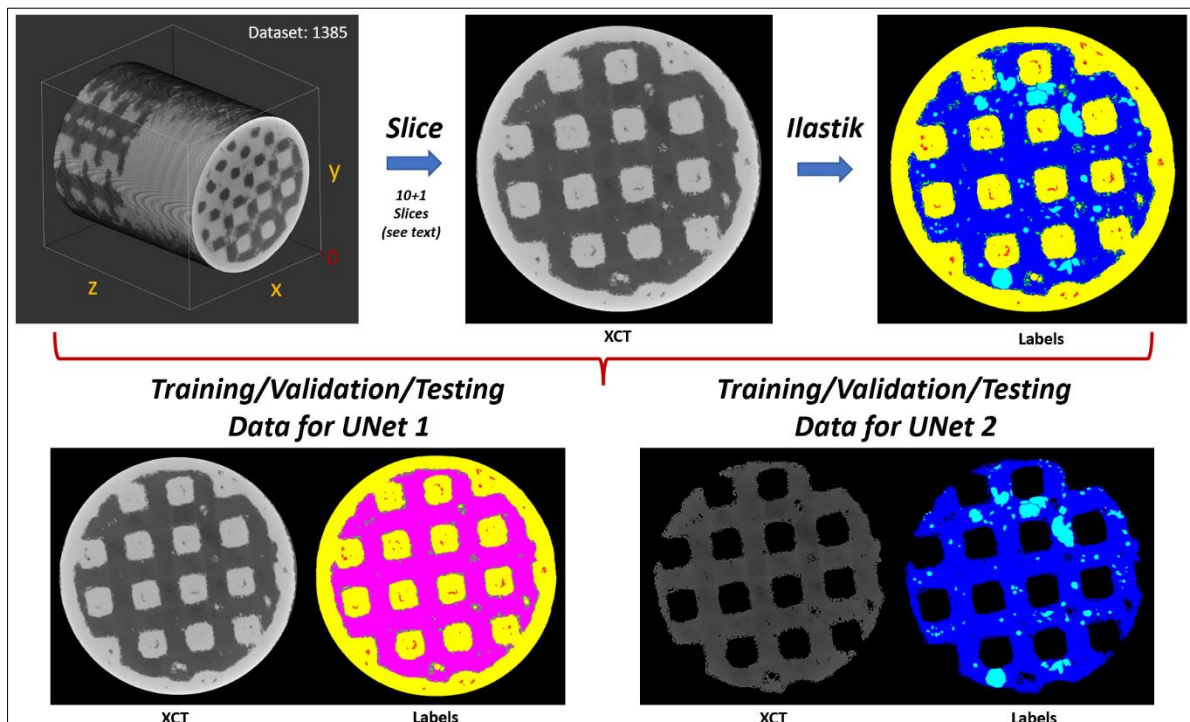 Dataset: 1385
y
0
x
z
Slice
10+1
Slices
(see text)
XCT
Ilastik
Labels
Training/Validation/Testing
Data for UNet 1
XCT
Labels
Training/Validation/Testing
Data for UNet 2
XCT
Labels